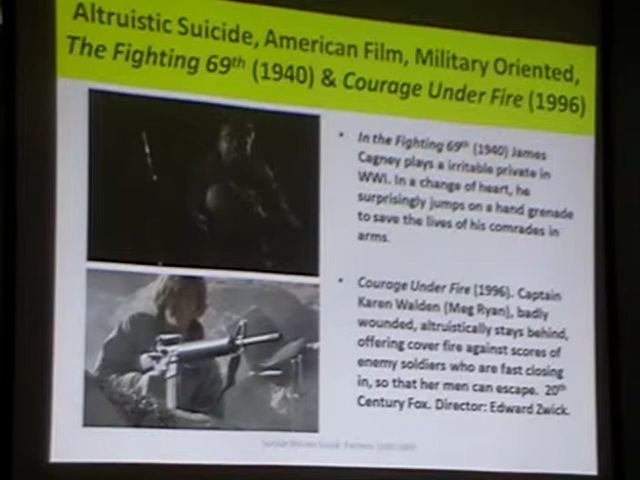 Altruistic Suicide, American Film, Military Oriented,
The Fighting 69th (1940) & Courage Under Fire (1996)
• In the Fighting 69th (1940) James
Cagney plays a irritable private in
WWI. In a change of heart, he
surprisingly jumps on a hand grenade
to save the lives of his comrades in
arms.
• Courage Under Fire (1996). Captain
Karen Walden (Meg Ryan), badly
wounded, altruistically stays behind,
offering cover fire against scores of
enemy soldiers who are fast closing
in, so that her men can escape. 20th
Century Fox. Director: Edward Zwick.